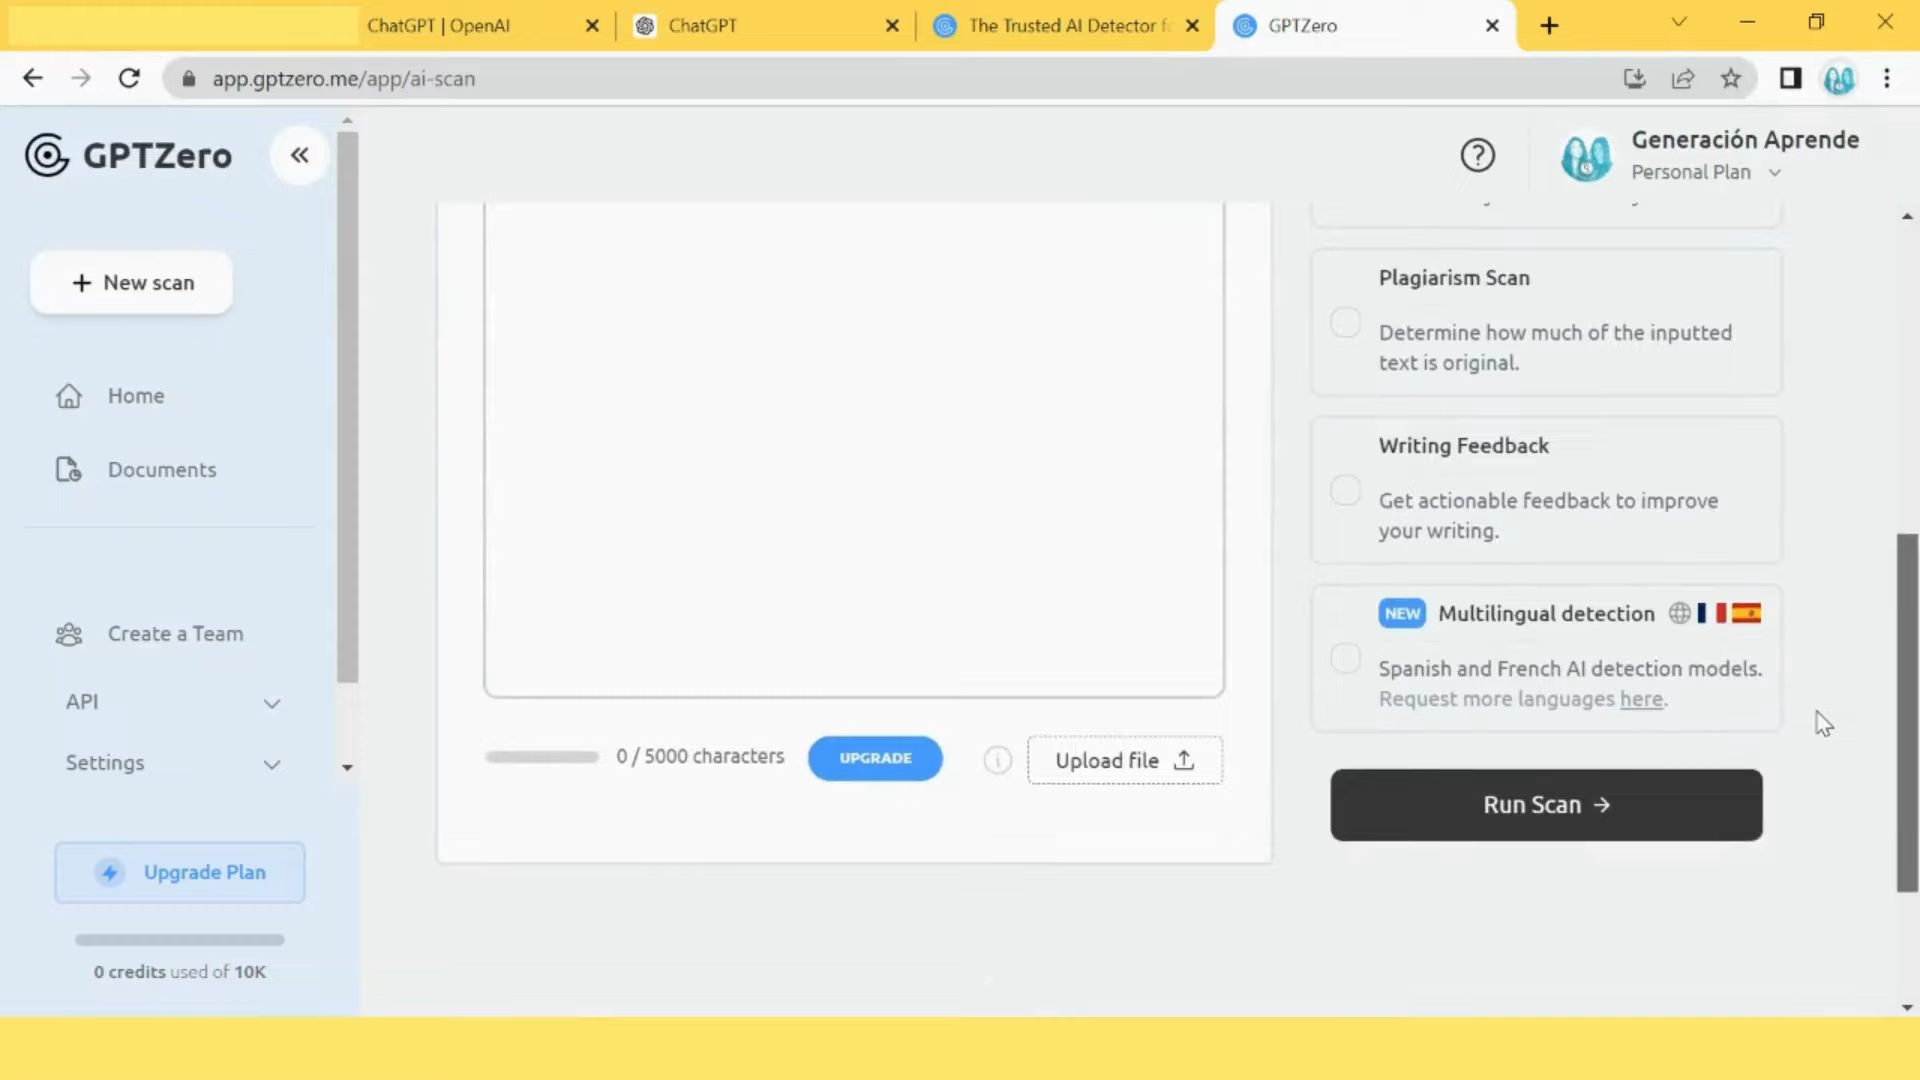 ChatGPT | OpenAI
ChatGPT
The Trusted AI Detector f
GPTZero
app.gptzero.me/app/ai-scan
GPTZero
Generación Aprende
Personal Plan
New scan
Home
Documents
Create a Team
API
Settings
Upgrade Plan
0 credits used of 10K
0 / 5000 characters
UPGRADE
Upload file
Plagiarism Scan
Determine how much of the inputted
text is original.
Writing Feedback
Get actionable feedback to improve
your writing.
NEW Multilingual detection
Spanish and French AI detection models.
Request more languages here.
Run Scan →